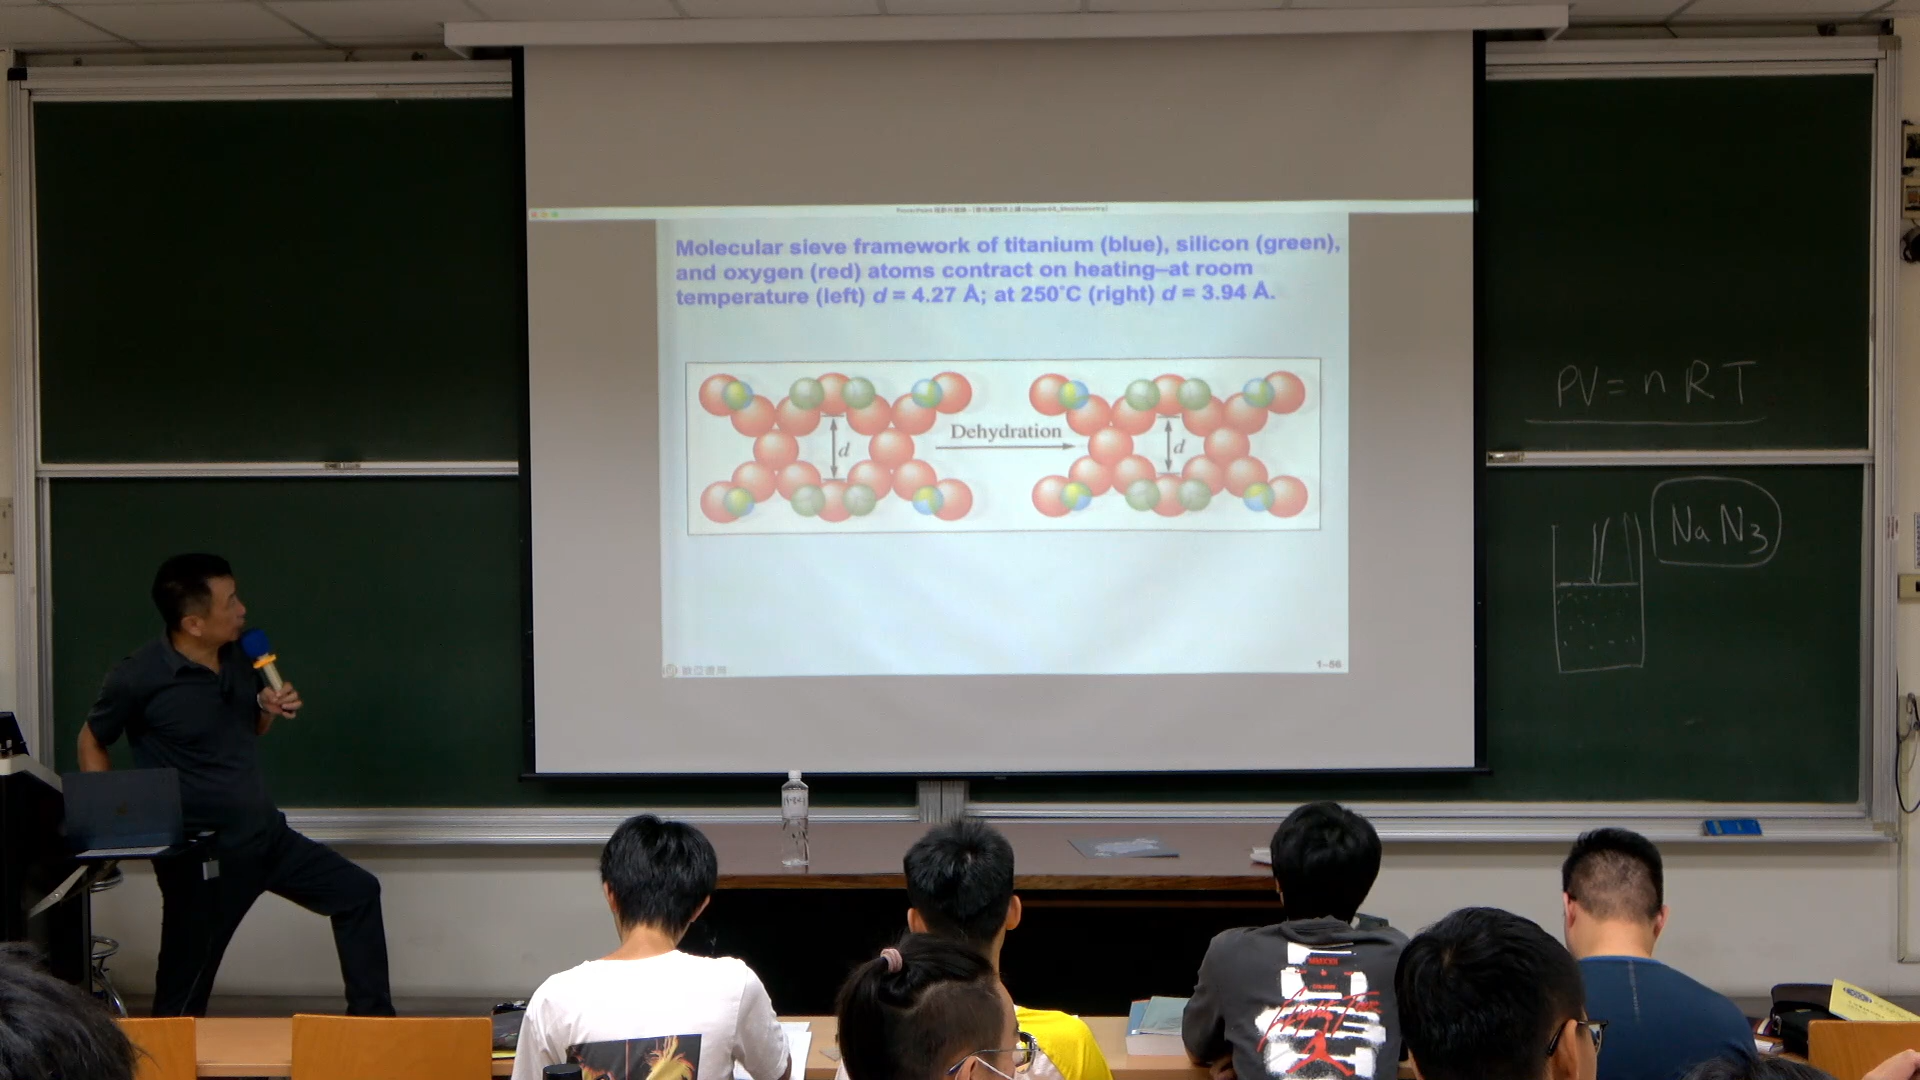 Molecular sieve framework of titanium (blue), silicon (green),
and oxygen (red) atoms contract on heating–at room
temperature (left) d = 4.27 Å; at 250°C (right) d = 3.94 Å.
Dehydration
d
d
1–56
PV = nRT
NaN3